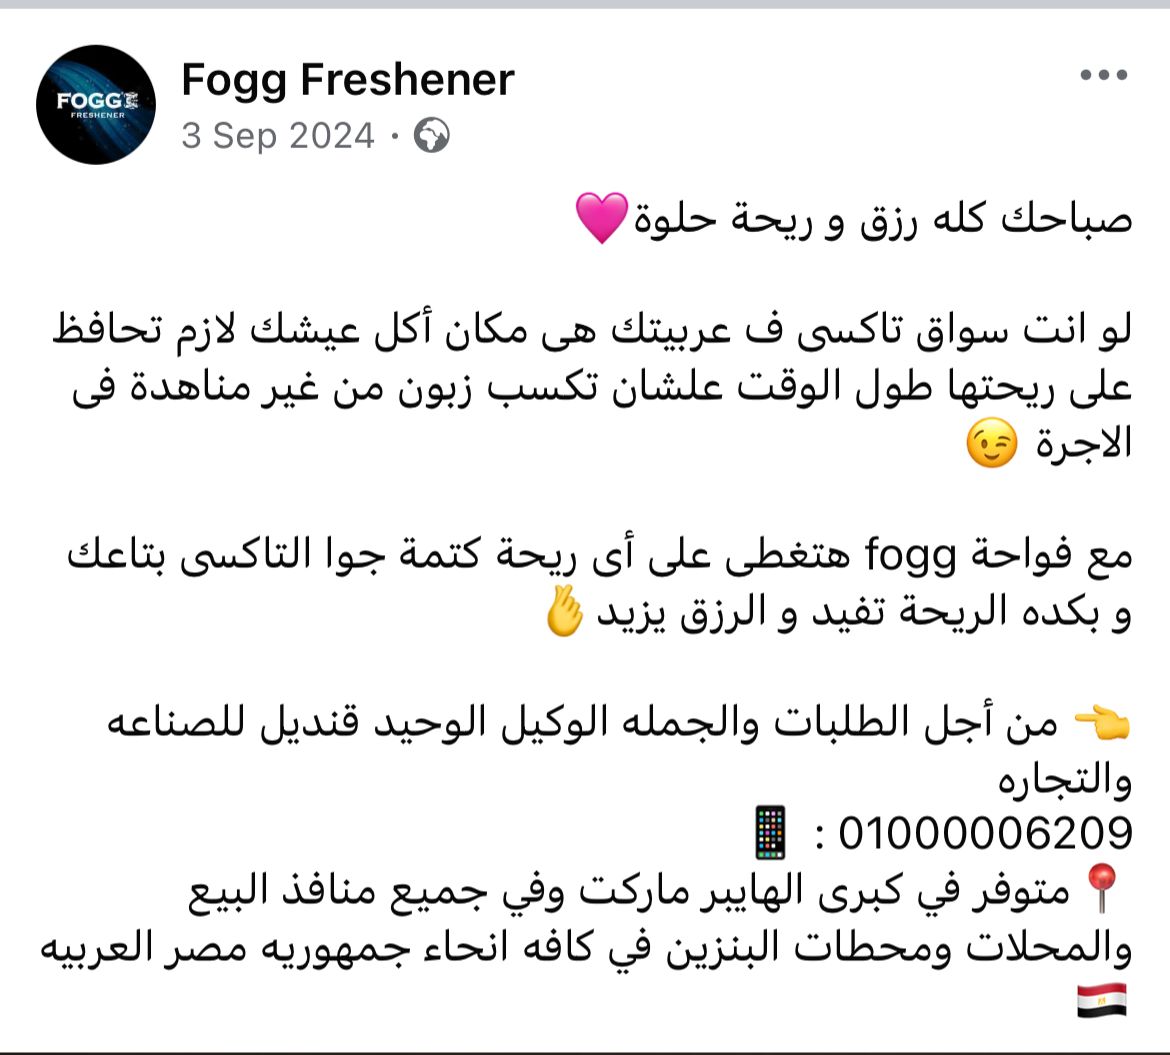 FOGG
FRESHENER
Fogg Freshener
3 Sep 2024 ·
صباحك كله رزق و ريحة حلوة🩷
لو انت سواق تاكسى ف عربيتك هى مكان أكل عيشك لازم تحافظ
على ريحتها طول الوقت علشان تكسب زبون من غير مناهدة فى
الاجرة 😉
مع فواحة fogg هتغطى على أى ريحة كتمة جوا التاكسى بتاعك
و بكده الريحة تفيد و الرزق يزيد🫰
👈 من أجل الطلبات والجمله الوكيل الوحيد قنديل للصناعه
والتجاره
01000006209 : 📱
📍 متوفر في كبرى الهايبر ماركت وفي جميع منافذ البيع
والمحلات ومحطات البنزين في كافه انحاء جمهوريه مصر العربيه
🇪🇬